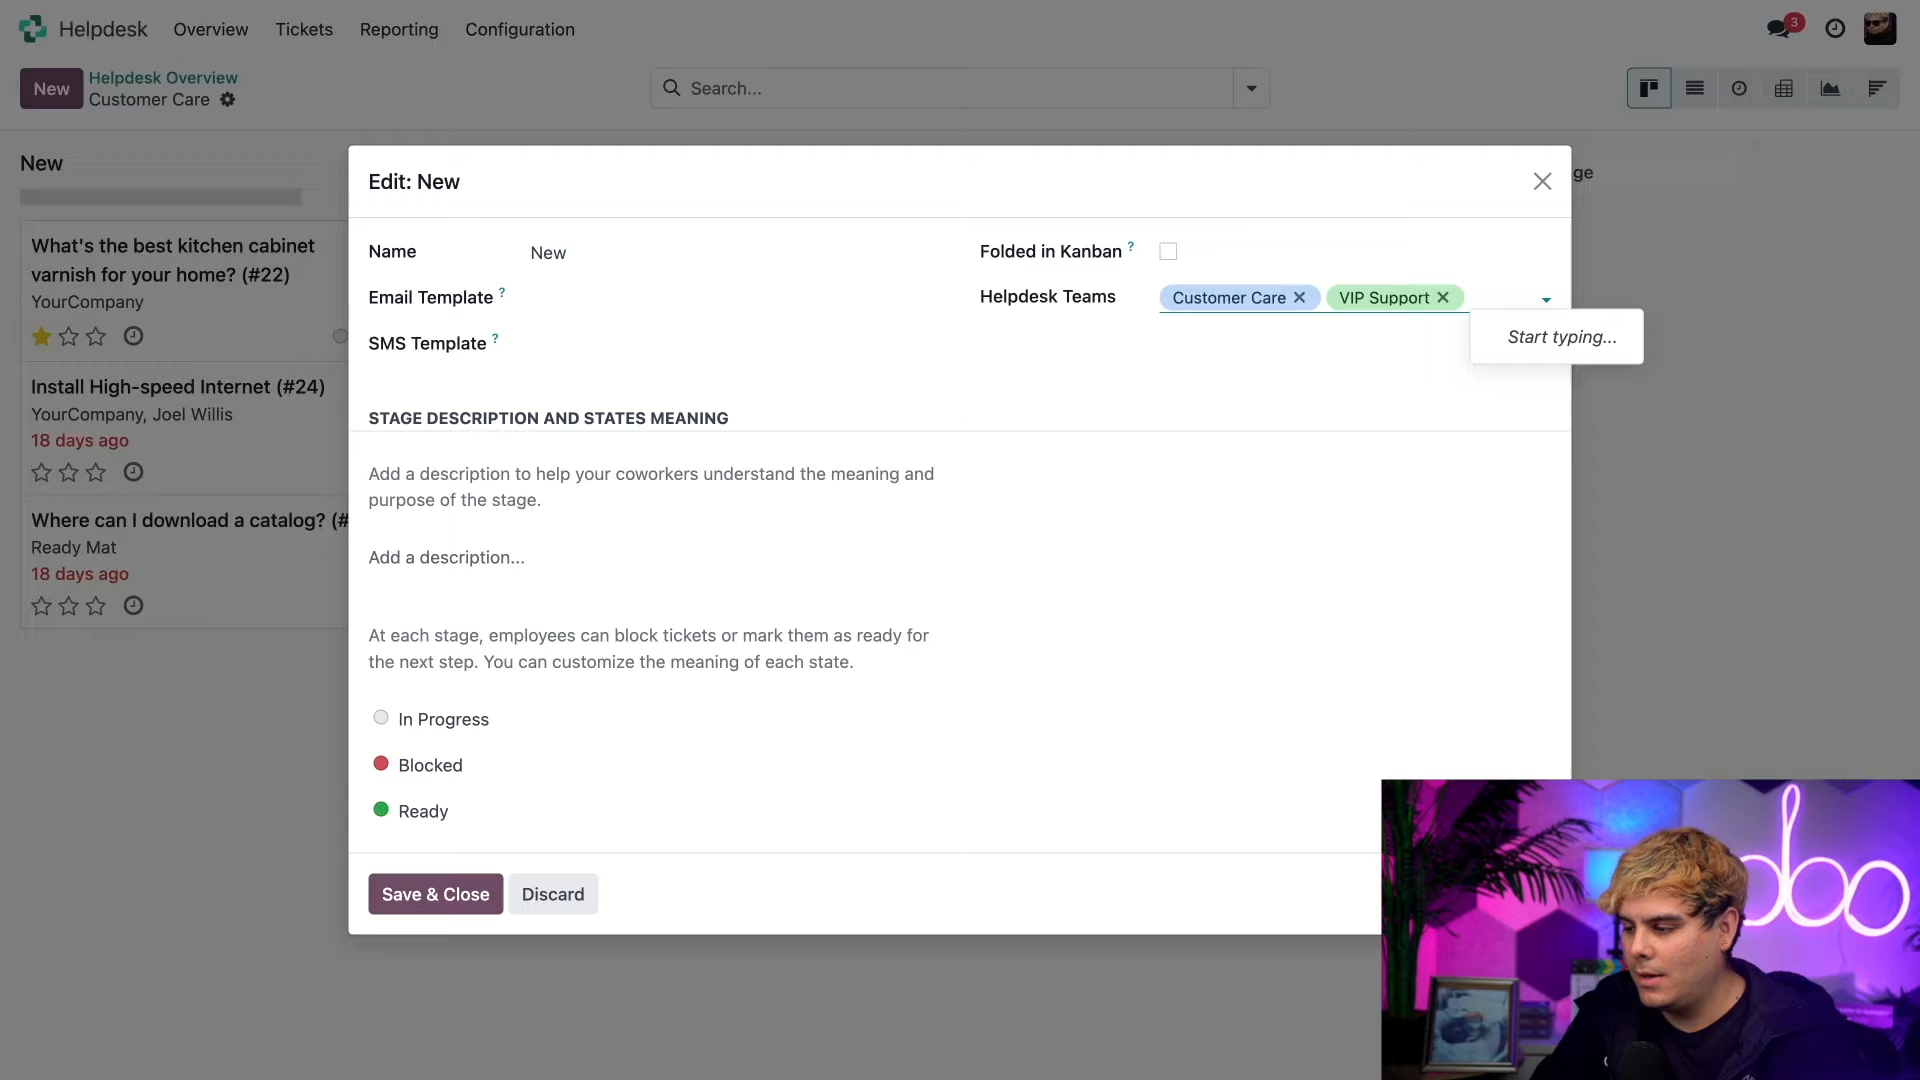 Helpdesk Overview Tickets Reporting Configuration 3
New Helpdesk Overview
Customer Care
Search...
New
What's the best kitchen cabinet
varnish for your home? (#22)
YourCompany
Install High-speed Internet (#24)
YourCompany, Joel Willis
18 days ago
Where can I download a catalog? (#
Ready Mat
18 days ago
ge
Edit: New
Name New
Email Template ?
SMS Template ?
Folded in Kanban ?
Helpdesk Teams Customer Care VIP Support
Start typing...
STAGE DESCRIPTION AND STATES MEANING
Add a description to help your coworkers understand the meaning and
purpose of the stage.
Add a description...
At each stage, employees can block tickets or mark them as ready for
the next step. You can customize the meaning of each state.
In Progress
Blocked
Ready
Save & Close Discard